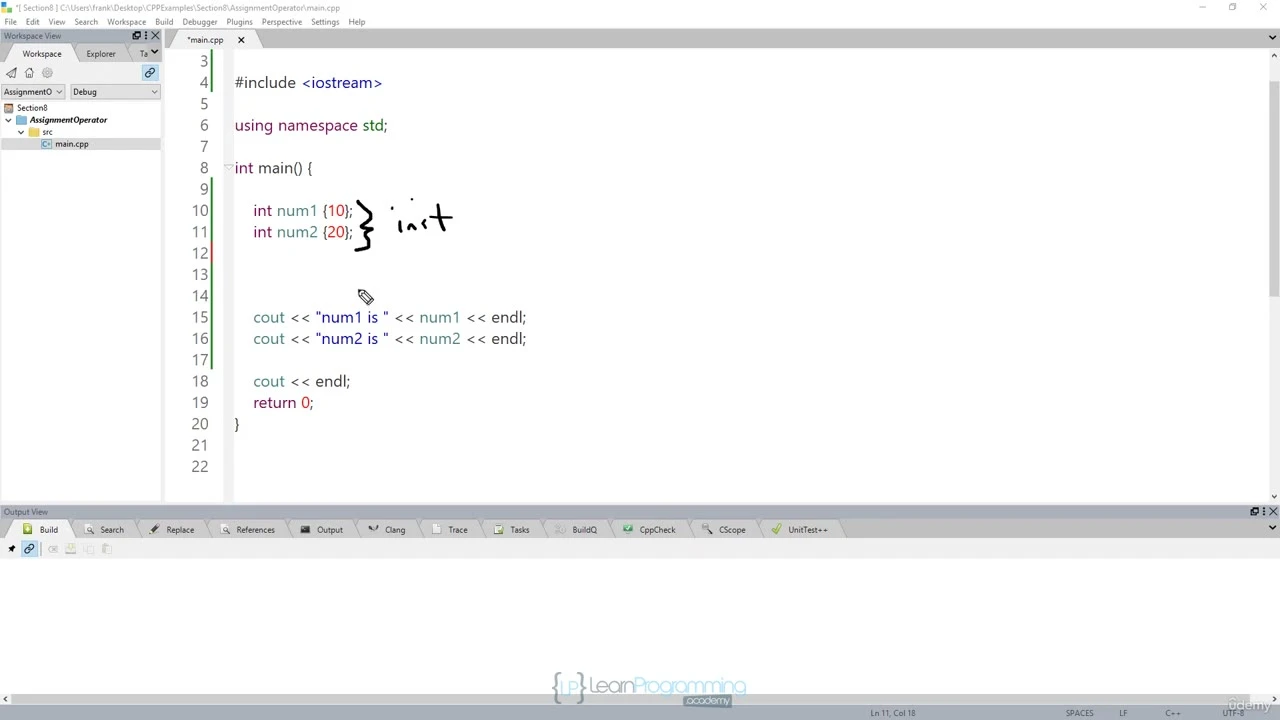 *[ Section8 ] C:\Users\frank\Desktop\CPPExamples\Section8\AssignmentOperator\main.cpp
File Edit View Search Workspace Build Debugger Plugins Perspective Settings Help
Workspace View
*main.cpp
Workspace Explorer Ta
AssignmentO Debug
Section8
AssignmentOperator
src
main.cpp
3
4 #include <iostream>
5
6 using namespace std;
7
8 int main() {
9
10 int num1 {10};
11 int num2 {20};
init
12
13
14
15 cout << "num1 is " << num1 << endl;
16 cout << "num2 is " << num2 << endl;
17
18 cout << endl;
19 return 0;
20 }
21
22
Output View
Build Search Replace References Output Clang Trace Tasks BuildQ CppCheck CScope UnitTest++
{LP} LearnProgramming
.academy
Ln 11, Col 18 SPACES LF C++ UTF-8
ûdemy